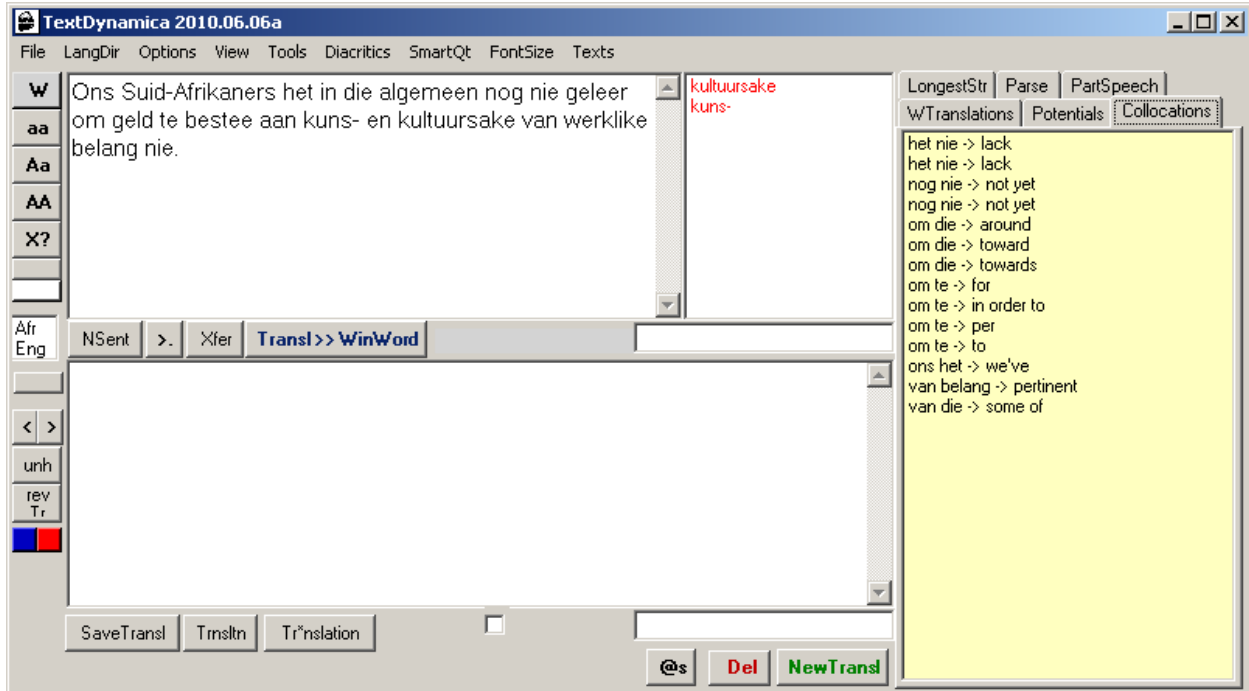 TextDynamica 2010.06.06a
File LangDir Options View Tools Diacritics SmartQt FontSize Texts
W
aa
Aa
AA
X?
Afr
Eng
< >
unh
rev
Tr
Ons Suid-Afrikaners het in die algemeen nog nie geleer
om geld te bestee aan kuns- en kultuursake van werklike
belang nie.
kultuursake
kuns-
NSent >. Xfer Transl>>WinWord
SaveTransl Trnsltn Tr*nslation
@s Del NewTransl
LongestStr Parse PartSpeech
WTranslations Potentials Collocations
het nie -> lack
het nie -> lack
nog nie -> not yet
nog nie -> not yet
om die -> around
om die -> toward
om die -> towards
om te -> for
om te -> in order to
om te -> per
om te -> to
ons het -> we've
van belang -> pertinent
van die -> some of